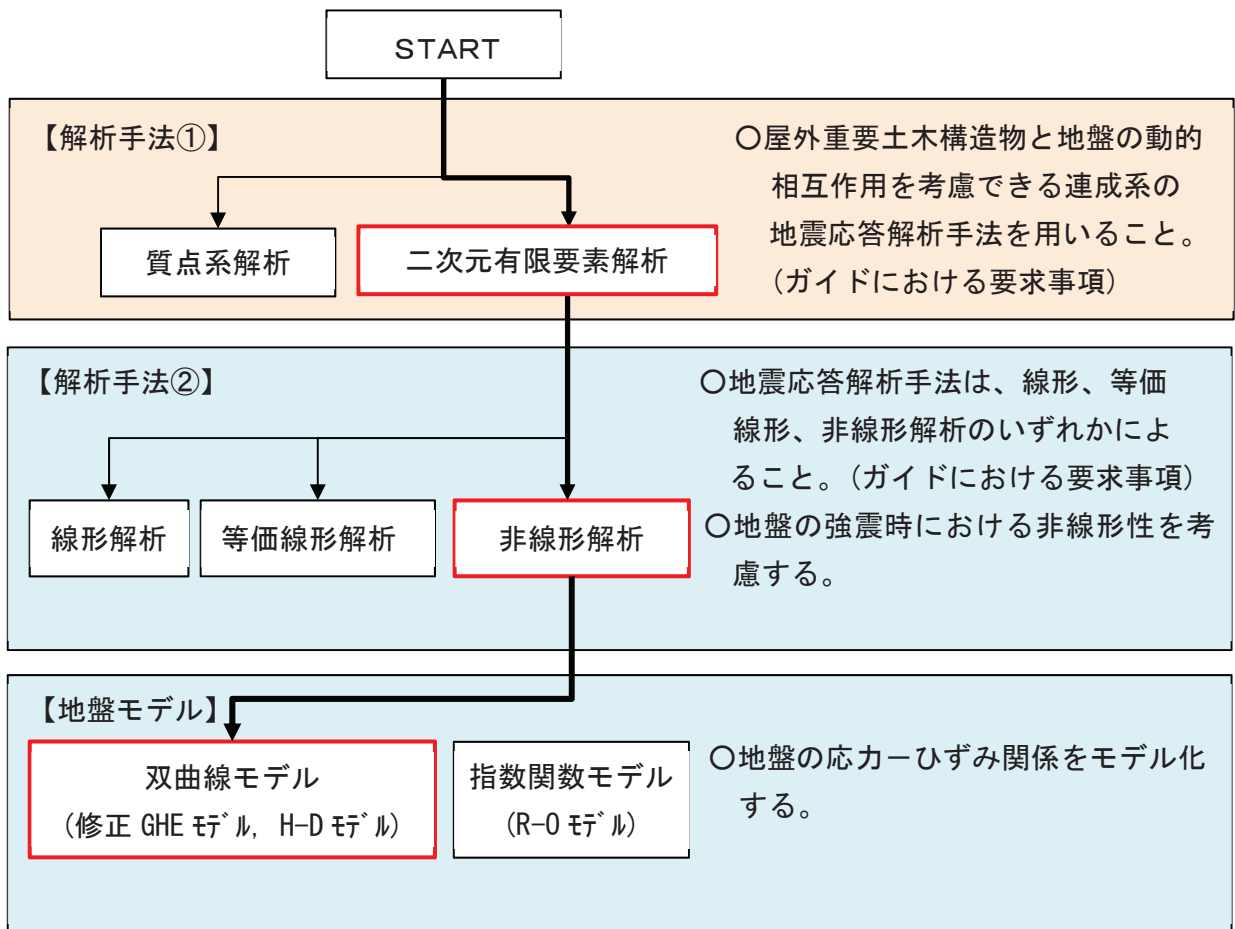 START
【解析手法①】
〇屋外重要土木構造物と地盤の動的
相互作用を考慮できる連成系の
地震応答解析手法を用いること。
(ガイドにおける要求事項)
質点系解析
二次元有限要素解析
【解析手法②】
〇地震応答解析手法は、線形、等価
線形、非線形解析のいずれかによ
ること。(ガイドにおける要求事項)
〇地盤の強震時における非線形性を考
慮する。
線形解析
等価線形解析
非線形解析
【地盤モデル】
双曲線モデル
(修正 GHE ﾓﾃﾞﾙ, H-D ﾓﾃﾞﾙ)
指数関数モデル
(R-O ﾓﾃﾞﾙ)
〇地盤の応力－ひずみ関係をモデル化
する。